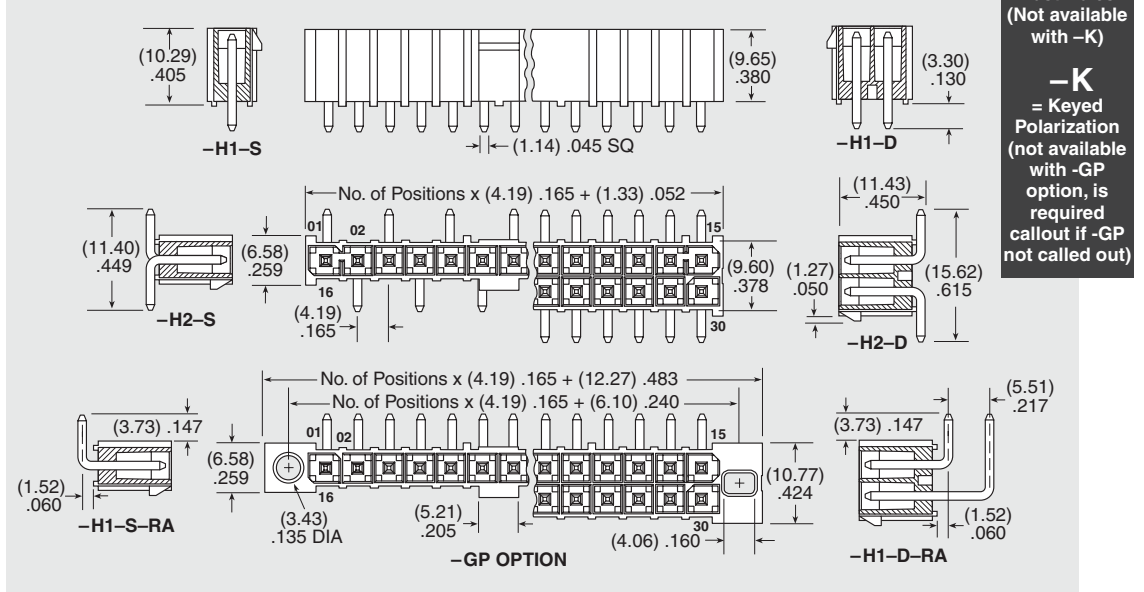 (Not available
with –K)
–K
= Keyed
Polarization
(not available
with -GP
option, is
required
callout if -GP
not called out)
(10.29)
.405
–H1–S
(9.65)
.380
(1.14) .045 SQ
(3.30)
.130
–H1–D
(11.40)
.449
–H2–S
No. of Positions x (4.19) .165 + (1.33) .052
01
02
15
(6.58)
.259
16
(4.19)
.165
30
(9.60)
.378
(11.43)
.450
(1.27)
.050
(15.62)
.615
–H2–D
(3.73) .147
(1.52)
.060
–H1–S–RA
No. of Positions x (4.19) .165 + (12.27) .483
No. of Positions x (4.19) .165 + (6.10) .240
01
02
15
(6.58)
.259
16
(3.43)
.135 DIA
(5.21)
.205
30
(4.06) .160
(10.77)
.424
–GP OPTION
(5.51)
.217
(3.73) .147
(1.52)
.060
–H1–D–RA